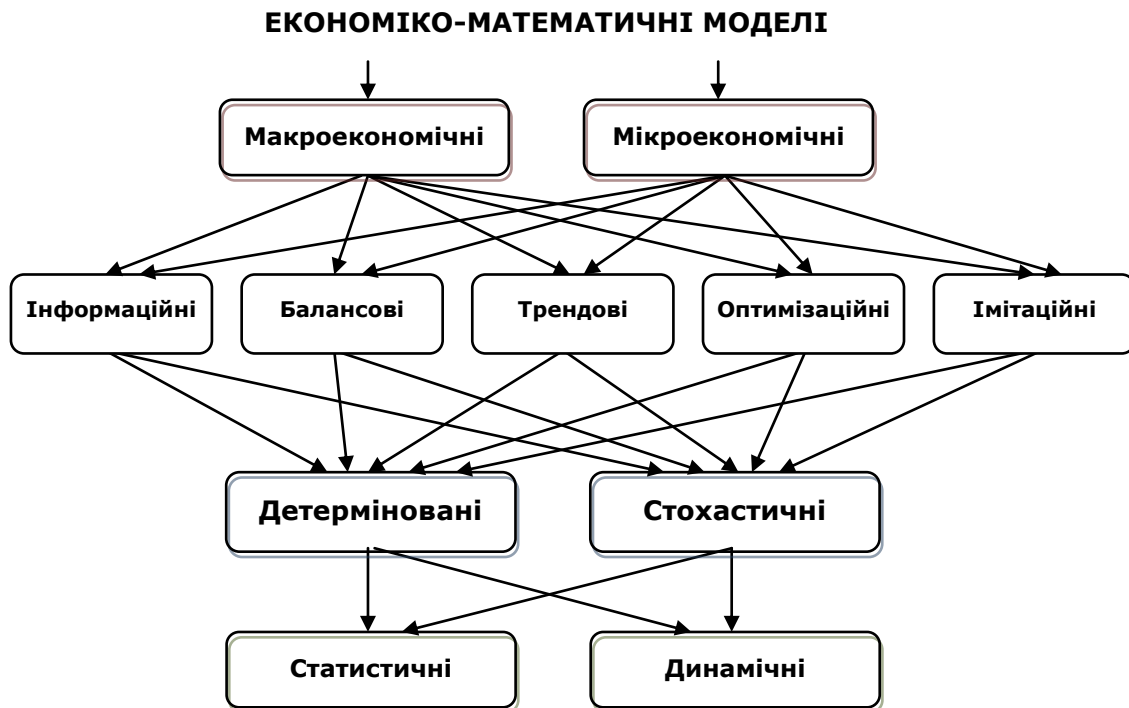 ЕКОНОМІКО-МАТЕМАТИЧНІ МОДЕЛІ
Макроекономічні
Мікроекономічні
Інформаційні
Балансові
Трендові
Оптимізаційні
Імітаційні
Детерміновані
Стохастичні
Статистичні
Динамічні